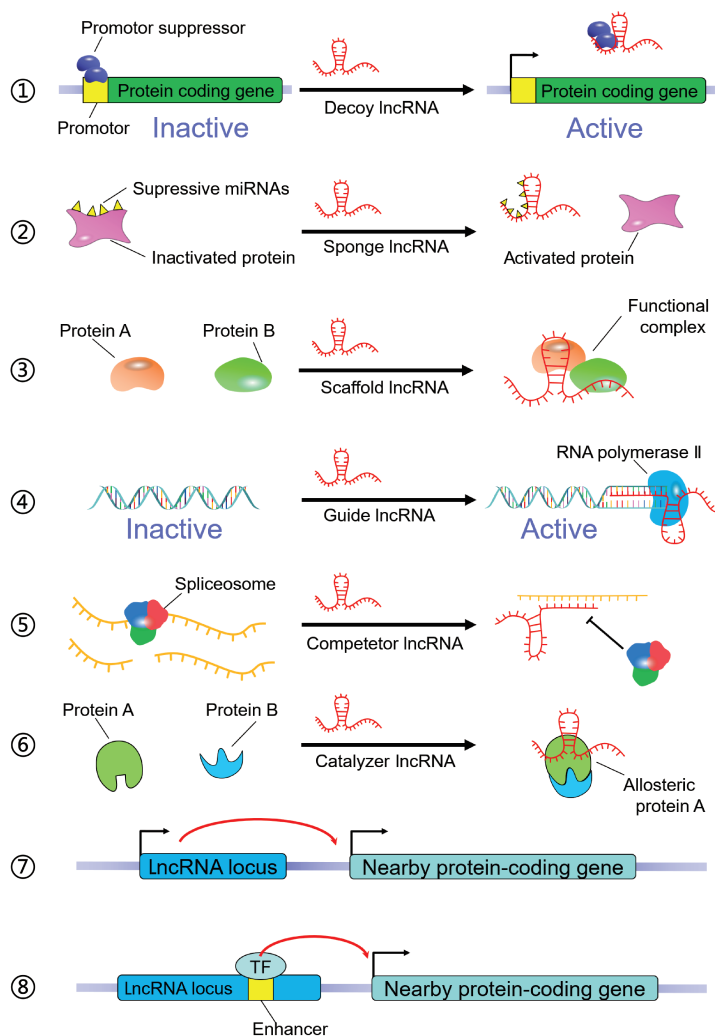 Promotor suppressor
①
Protein coding gene
Promotor
Inactive
Decoy lncRNA
Protein coding gene
Active
②
Supressive miRNAs
Inactivated protein
Sponge lncRNA
Activated protein
③
Protein A
Protein B
Scaffold lncRNA
Functional
complex
④
Inactive
Guide lncRNA
RNA polymerase II
Active
⑤
Spliceosome
Competetor lncRNA
⑥
Protein A
Protein B
Catalyzer lncRNA
Allosteric
protein A
⑦
LncRNA locus
Nearby protein-coding gene
⑧
LncRNA locus
TF
Enhancer
Nearby protein-coding gene